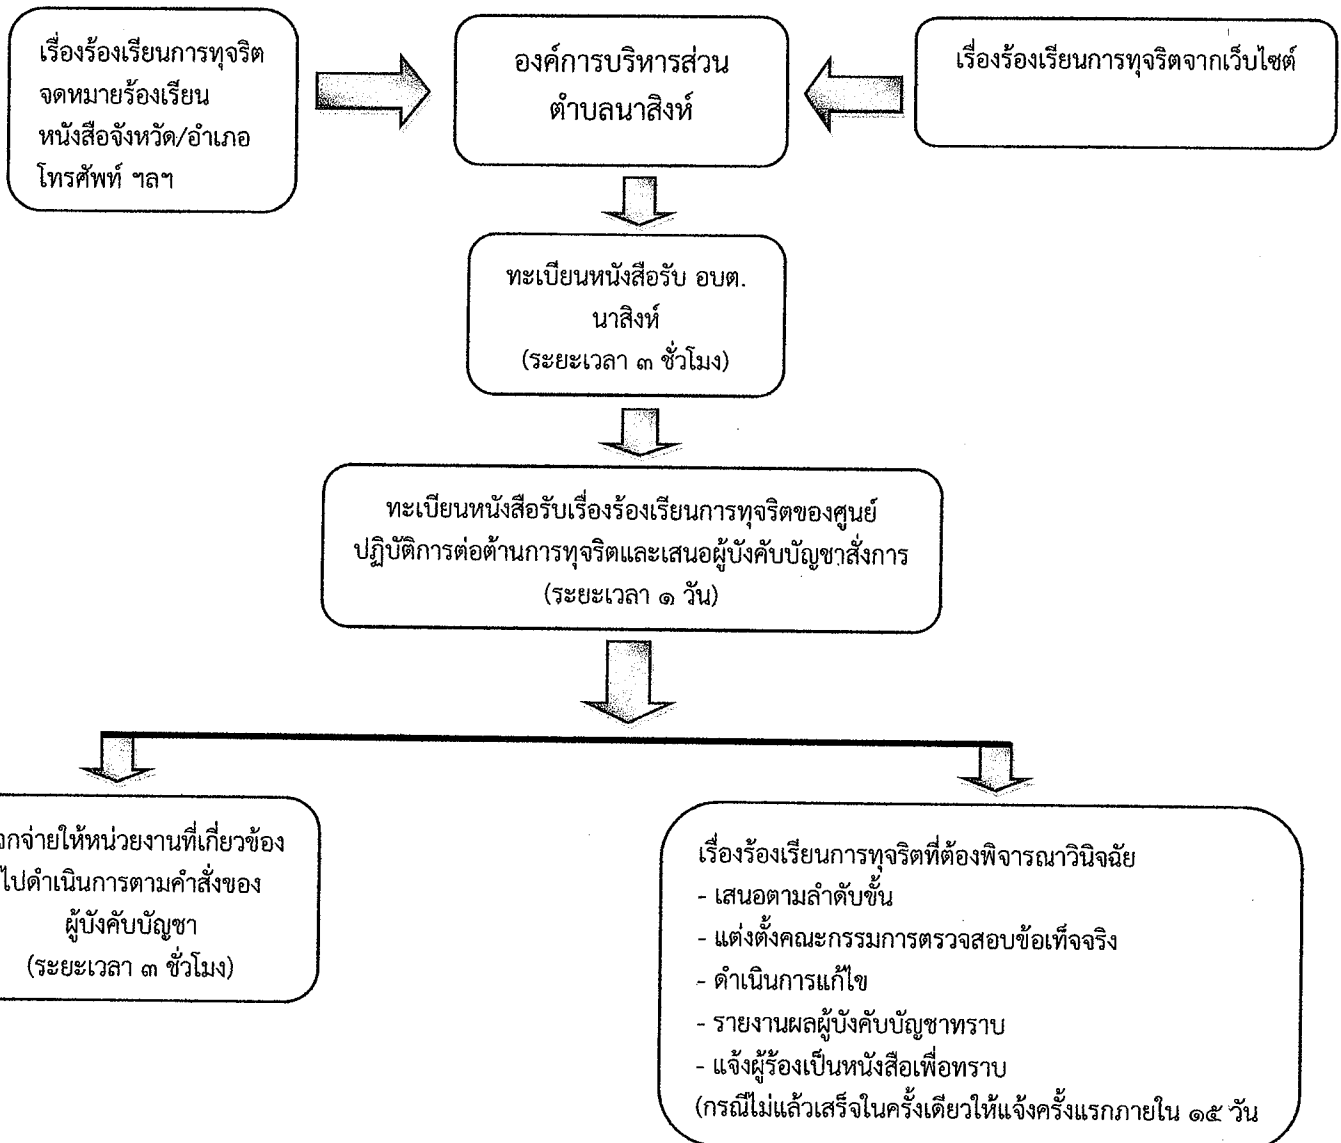 เรื่องร้องเรียนการทุจริต
จดหมายร้องเรียน
หนังสือจังหวัด/อำเภอ
โทรศัพท์ ฯลฯ
องค์การบริหารส่วน
ตำบลนาสิงห์
เรื่องร้องเรียนการทุจริตจากเว็บไซต์
ทะเบียนหนังสือรับ อบต.
นาสิงห์
(ระยะเวลา ๓ ชั่วโมง)
ทะเบียนหนังสือรับเรื่องร้องเรียนการทุจริตของศูนย์
ปฏิบัติการต่อต้านการทุจริตและเสนอผู้บังคับบัญชาสั่งการ
(ระยะเวลา ๑ วัน)
จกจ่ายให้หน่วยงานที่เกี่ยวข้อง
ไปดำเนินการตามคำสั่งของ
ผู้บังคับบัญชา
(ระยะเวลา ๓ ชั่วโมง)
เรื่องร้องเรียนการทุจริตที่ต้องพิจารณาวินิจฉัย
- เสนอตามลำดับขั้น
- แต่งตั้งคณะกรรมการตรวจสอบข้อเท็จจริง
- ดำเนินการแก้ไข
- รายงานผลผู้บังคับบัญชาทราบ
- แจ้งผู้ร้องเป็นหนังสือเพื่อทราบ
(กรณีไม่แล้วเสร็จในครั้งเดียวให้แจ้งครั้งแรกภายใน ๑๕ วัน